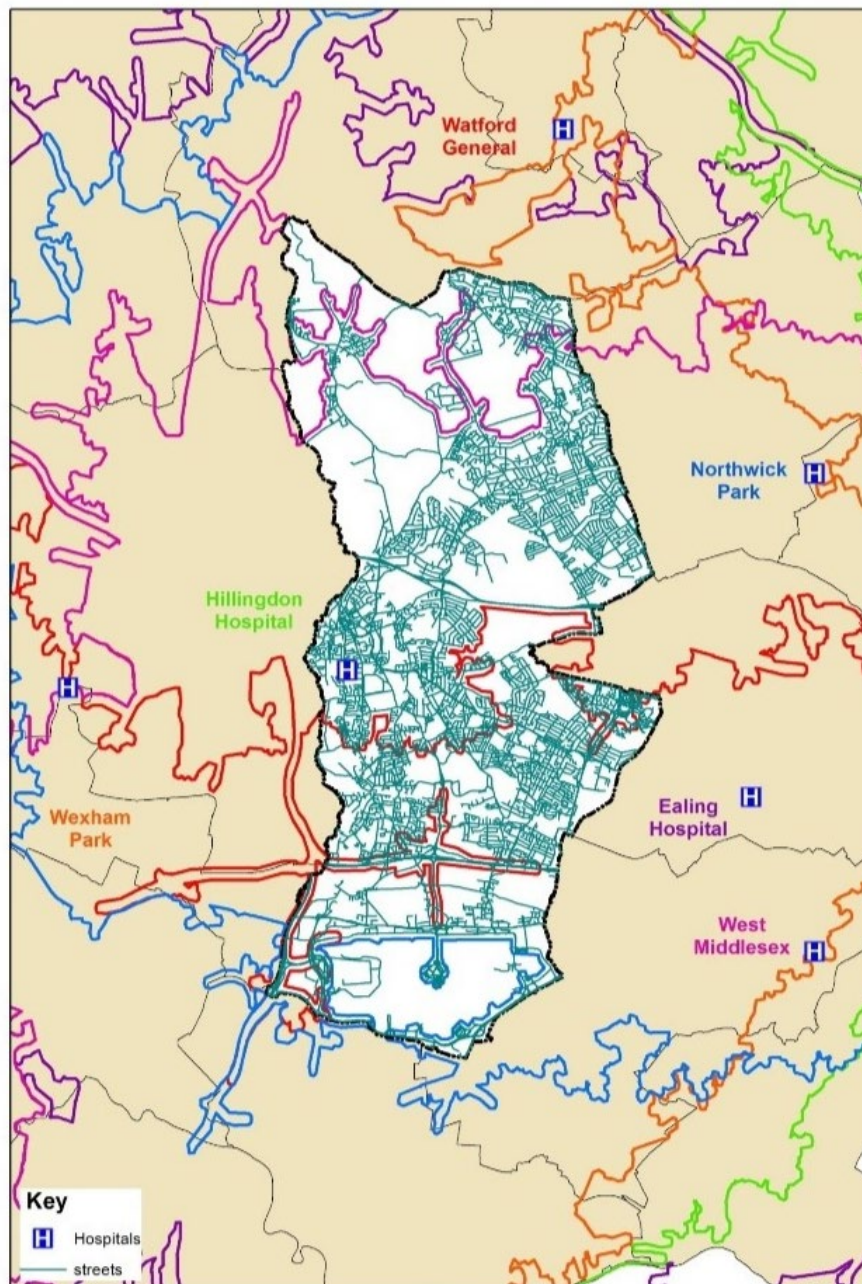 Watford
General
H
Northwick
Park
H
Hillingdon
Hospital
H
H
Wexham
Park
Ealing
Hospital
H
West
Middlesex
H
Key
H Hospitals
streets